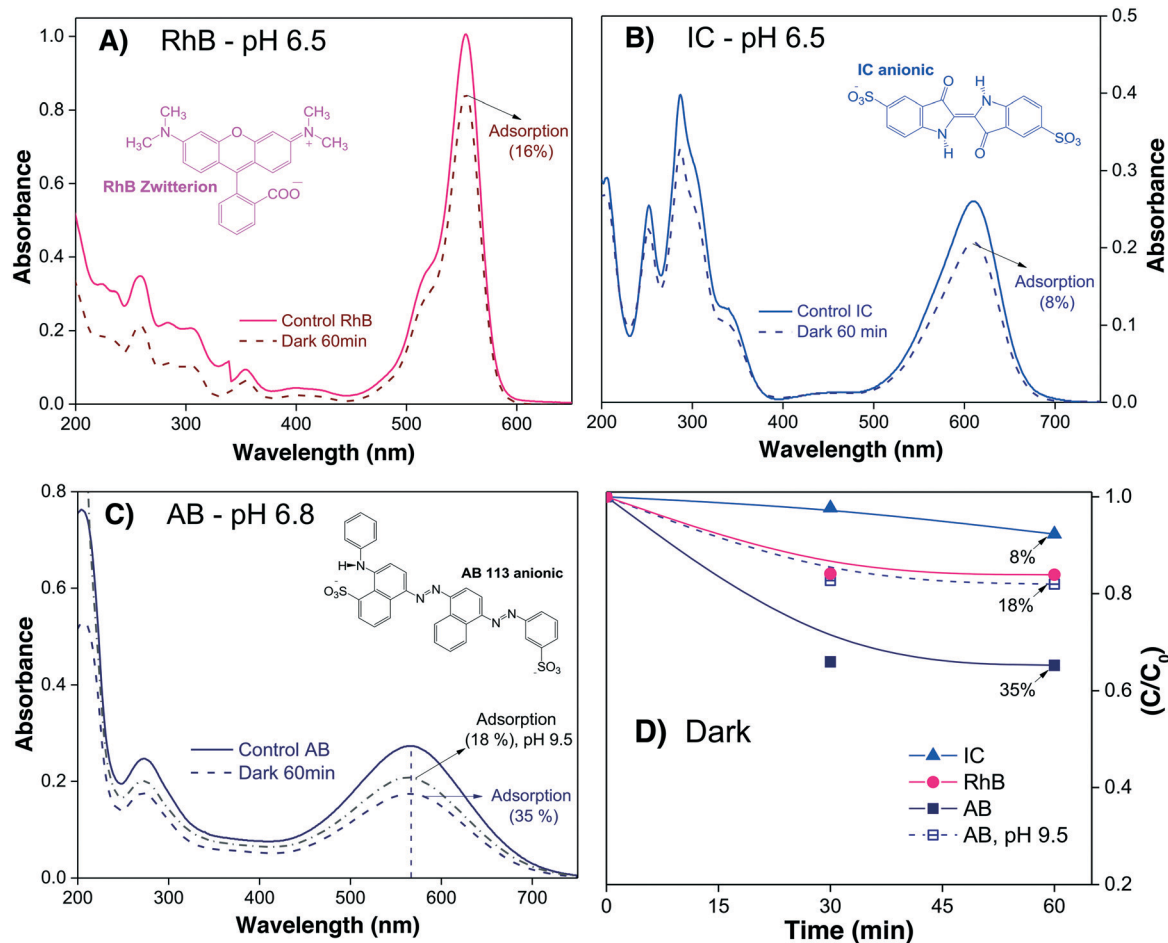 A) RhB - pH 6.5
1.0
0.8
0.6
0.4
0.2
0.0
Absorbance
CH3
H3C
N
O
N
CH3
CH3
+
RhB Zwitterion
COO
—
Adsorption
(16%)
Control RhB
Dark 60min
200 300 400 500 600
Wavelength (nm)
B) IC - pH 6.5
0.5
0.4
0.3
0.2
0.1
0.0
Absorbance
IC anionic
O
H
N
-O3S
SO3-
N
H
O
Adsorption
(8%)
Control IC
Dark 60 min
200 300 400 500 600 700
Wavelength (nm)
C) AB - pH 6.8
0.8
0.6
0.4
0.2
0.0
Absorbance
H N
AB 113 anionic
-
SO3
N=N
N=N
-SO3
Adsorption
(18 %), pH 9.5
Control AB
Dark 60min
Adsorption
(35 %)
200 300 400 500 600 700
Wavelength (nm)
1.0
0.8
0.6
0.4
0.2
(C/C0)
8%
18%
35%
D) Dark
IC
RhB
AB
AB, pH 9.5
0 15 30 45 60
Time (min)